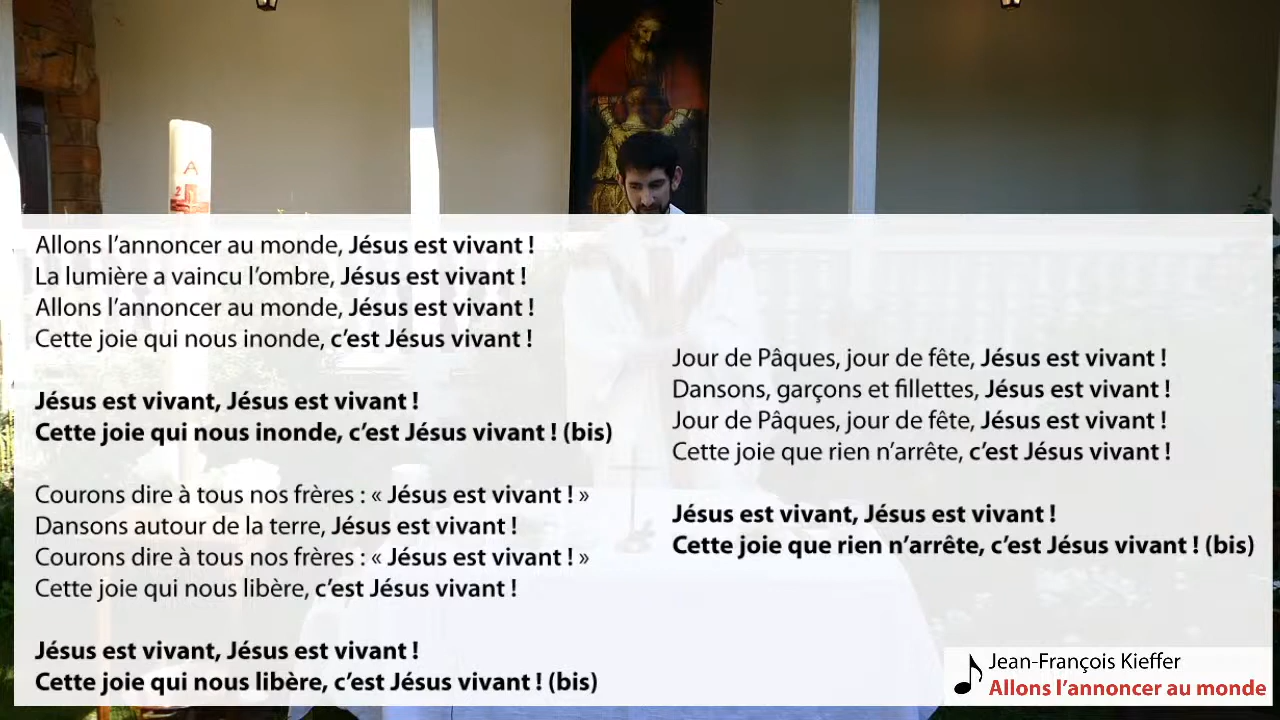 A
2
Allons l’annoncer au monde, Jésus est vivant !
La lumière a vaincu l’ombre, Jésus est vivant !
Allons l’annoncer au monde, Jésus est vivant !
Cette joie qui nous inonde, c’est Jésus vivant !
Jésus est vivant, Jésus est vivant !
Cette joie qui nous inonde, c’est Jésus vivant ! (bis)
Courons dire à tous nos frères : « Jésus est vivant ! »
Dansons autour de la terre, Jésus est vivant !
Courons dire à tous nos frères : « Jésus est vivant ! »
Cette joie qui nous libère, c’est Jésus vivant !
Jésus est vivant, Jésus est vivant !
Cette joie qui nous libère, c’est Jésus vivant ! (bis)
Jour de Pâques, jour de fête, Jésus est vivant !
Dansons, garçons et fillettes, Jésus est vivant !
Jour de Pâques, jour de fête, Jésus est vivant !
Cette joie que rien n’arrête, c’est Jésus vivant !
Jésus est vivant, Jésus est vivant !
Cette joie que rien n’arrête, c’est Jésus vivant ! (bis)
Jean-François Kieffer
Allons l’annoncer au monde